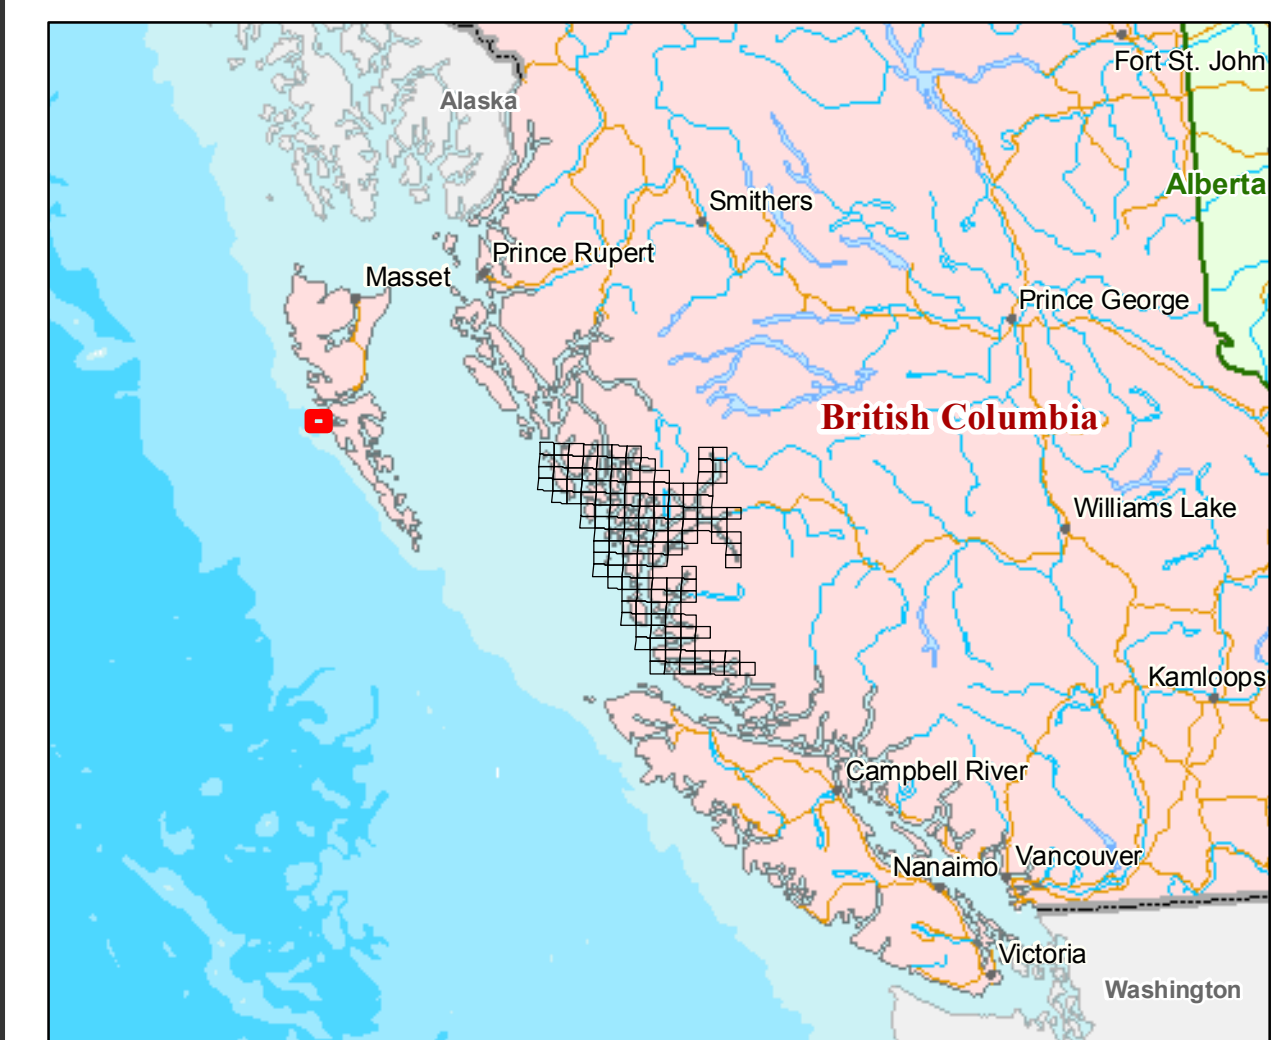 Fort St. John
Alaska
Alberta
Smithers
Prince Rupert
Masset
Prince George
British Columbia
Williams Lake
Kamloops
Campbell River
Vancouver
Nanaimo
Victoria
Washington